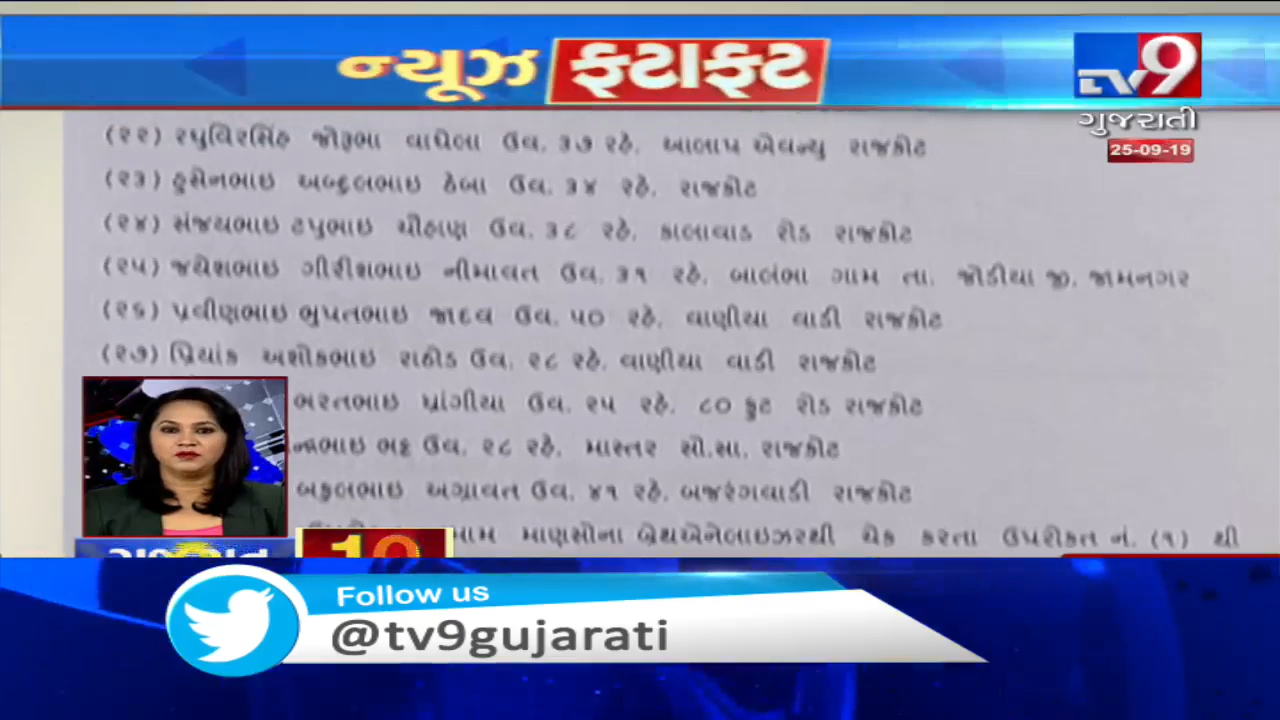 ન્યૂઝ ફટાફટ
TV9
ગુજરાતી
25-09-19
(૨૨) રઘુવિરસિંહ જોરૂભા વાઘેલા ઉવ. ૩૭ રહે. આલાપ એવન્યુ રાજકોટ
(૨૩) હુસેનભાઇ અબ્દુલભાઇ હેબા ઉવ. ૩૪ રહે. રાજકોટ
(૨૪) સંજયભાઇ ટપુભાઇ ચૌહાણ ઉવ. ૩૮ રહે. કાલાવાડ રોડ રાજકોટ
(૨૫) જયેશભાઇ ગીરીશભાઇ નીમાવત ઉવ. ૩૧ રહે. બાલંભા ગામ તા. જોડીયા જી. જામનગર
(૨૬) પ્રવીણભાઇ ભુપતભાઇ જાદવ ઉવ. ૫૦ રહે. વાણીયા વાડી રાજકોટ
(૨૭) પ્રિયાંક અશોકભાઇ રાઠોડ ઉવ. ૨૮ રહે. વાણીયા વાડી રાજકોટ
ભરતભાઇ ધ્રાંગીયા ઉવ. ૨૫ રહે. ૮૦ ફુટ રોડ રાજકોટ
ભટ્ટ ઉવ. ૨૮ રહે. માસ્તર સો.સા. રાજકોટ
બકુલભાઇ અગ્રાવત ઉવ. ૪૧ રહે. બજરંગવાડી રાજકોટ
માણસોના બ્રેથએનેલાઇઝરથી ચેક કરતા ઉપરીકત નં. (૧) થી
Follow us
@tv9gujarati